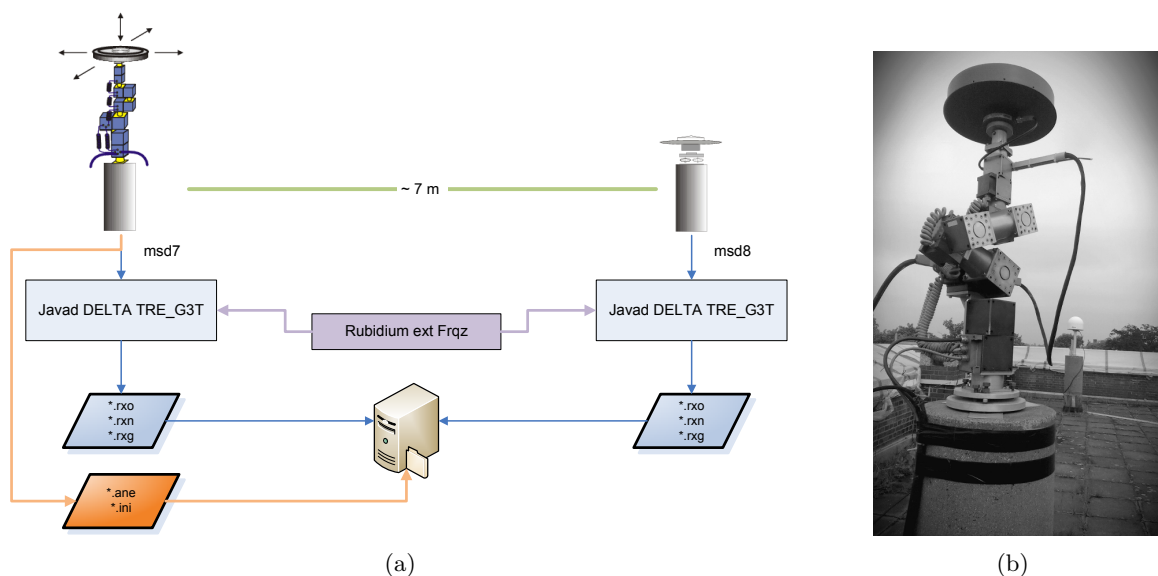 ~ 7 m
msd7
msd8
Javad DELTA TRE_G3T
Rubidium ext Frqz
Javad DELTA TRE_G3T
*.rxo
*.rxn
*.rxg
*.rxo
*.rxn
*.rxg
*.ane
*.ini
(a)
(b)